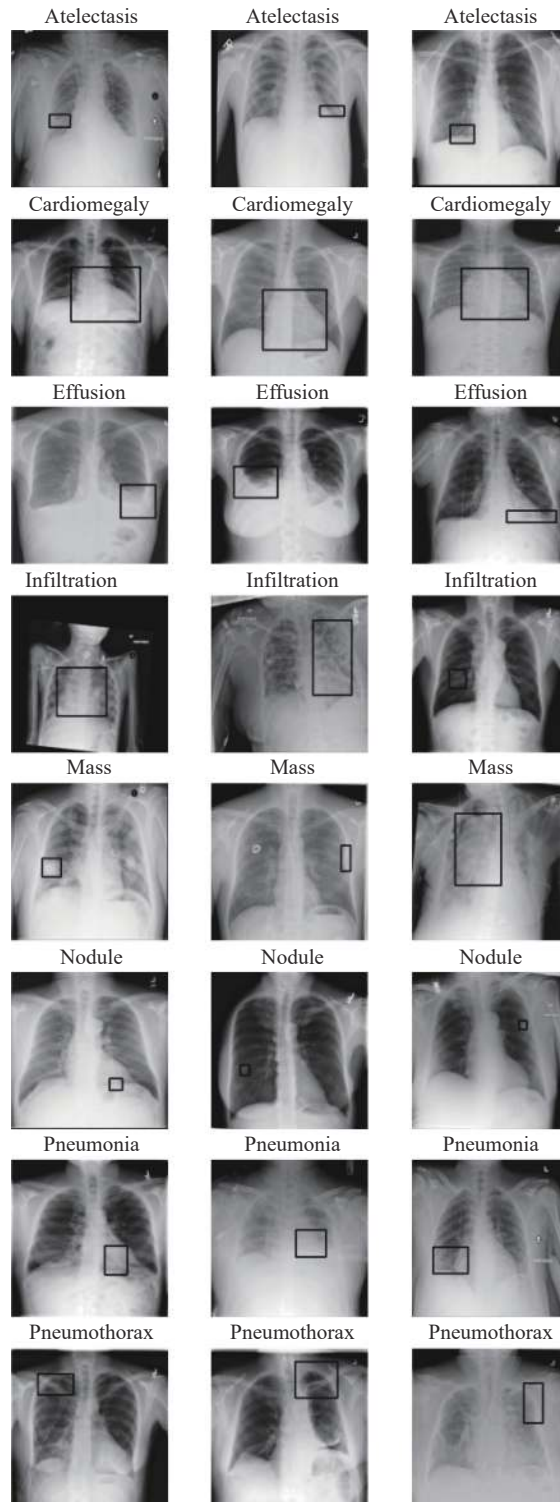 Atelectasis Atelectasis Atelectasis
Cardiomegaly Cardiomegaly Cardiomegaly
Effusion Effusion Effusion
Infiltration Infiltration Infiltration
Mass Mass Mass
Nodule Nodule Nodule
Pneumonia Pneumonia Pneumonia
Pneumothorax Pneumothorax Pneumothorax